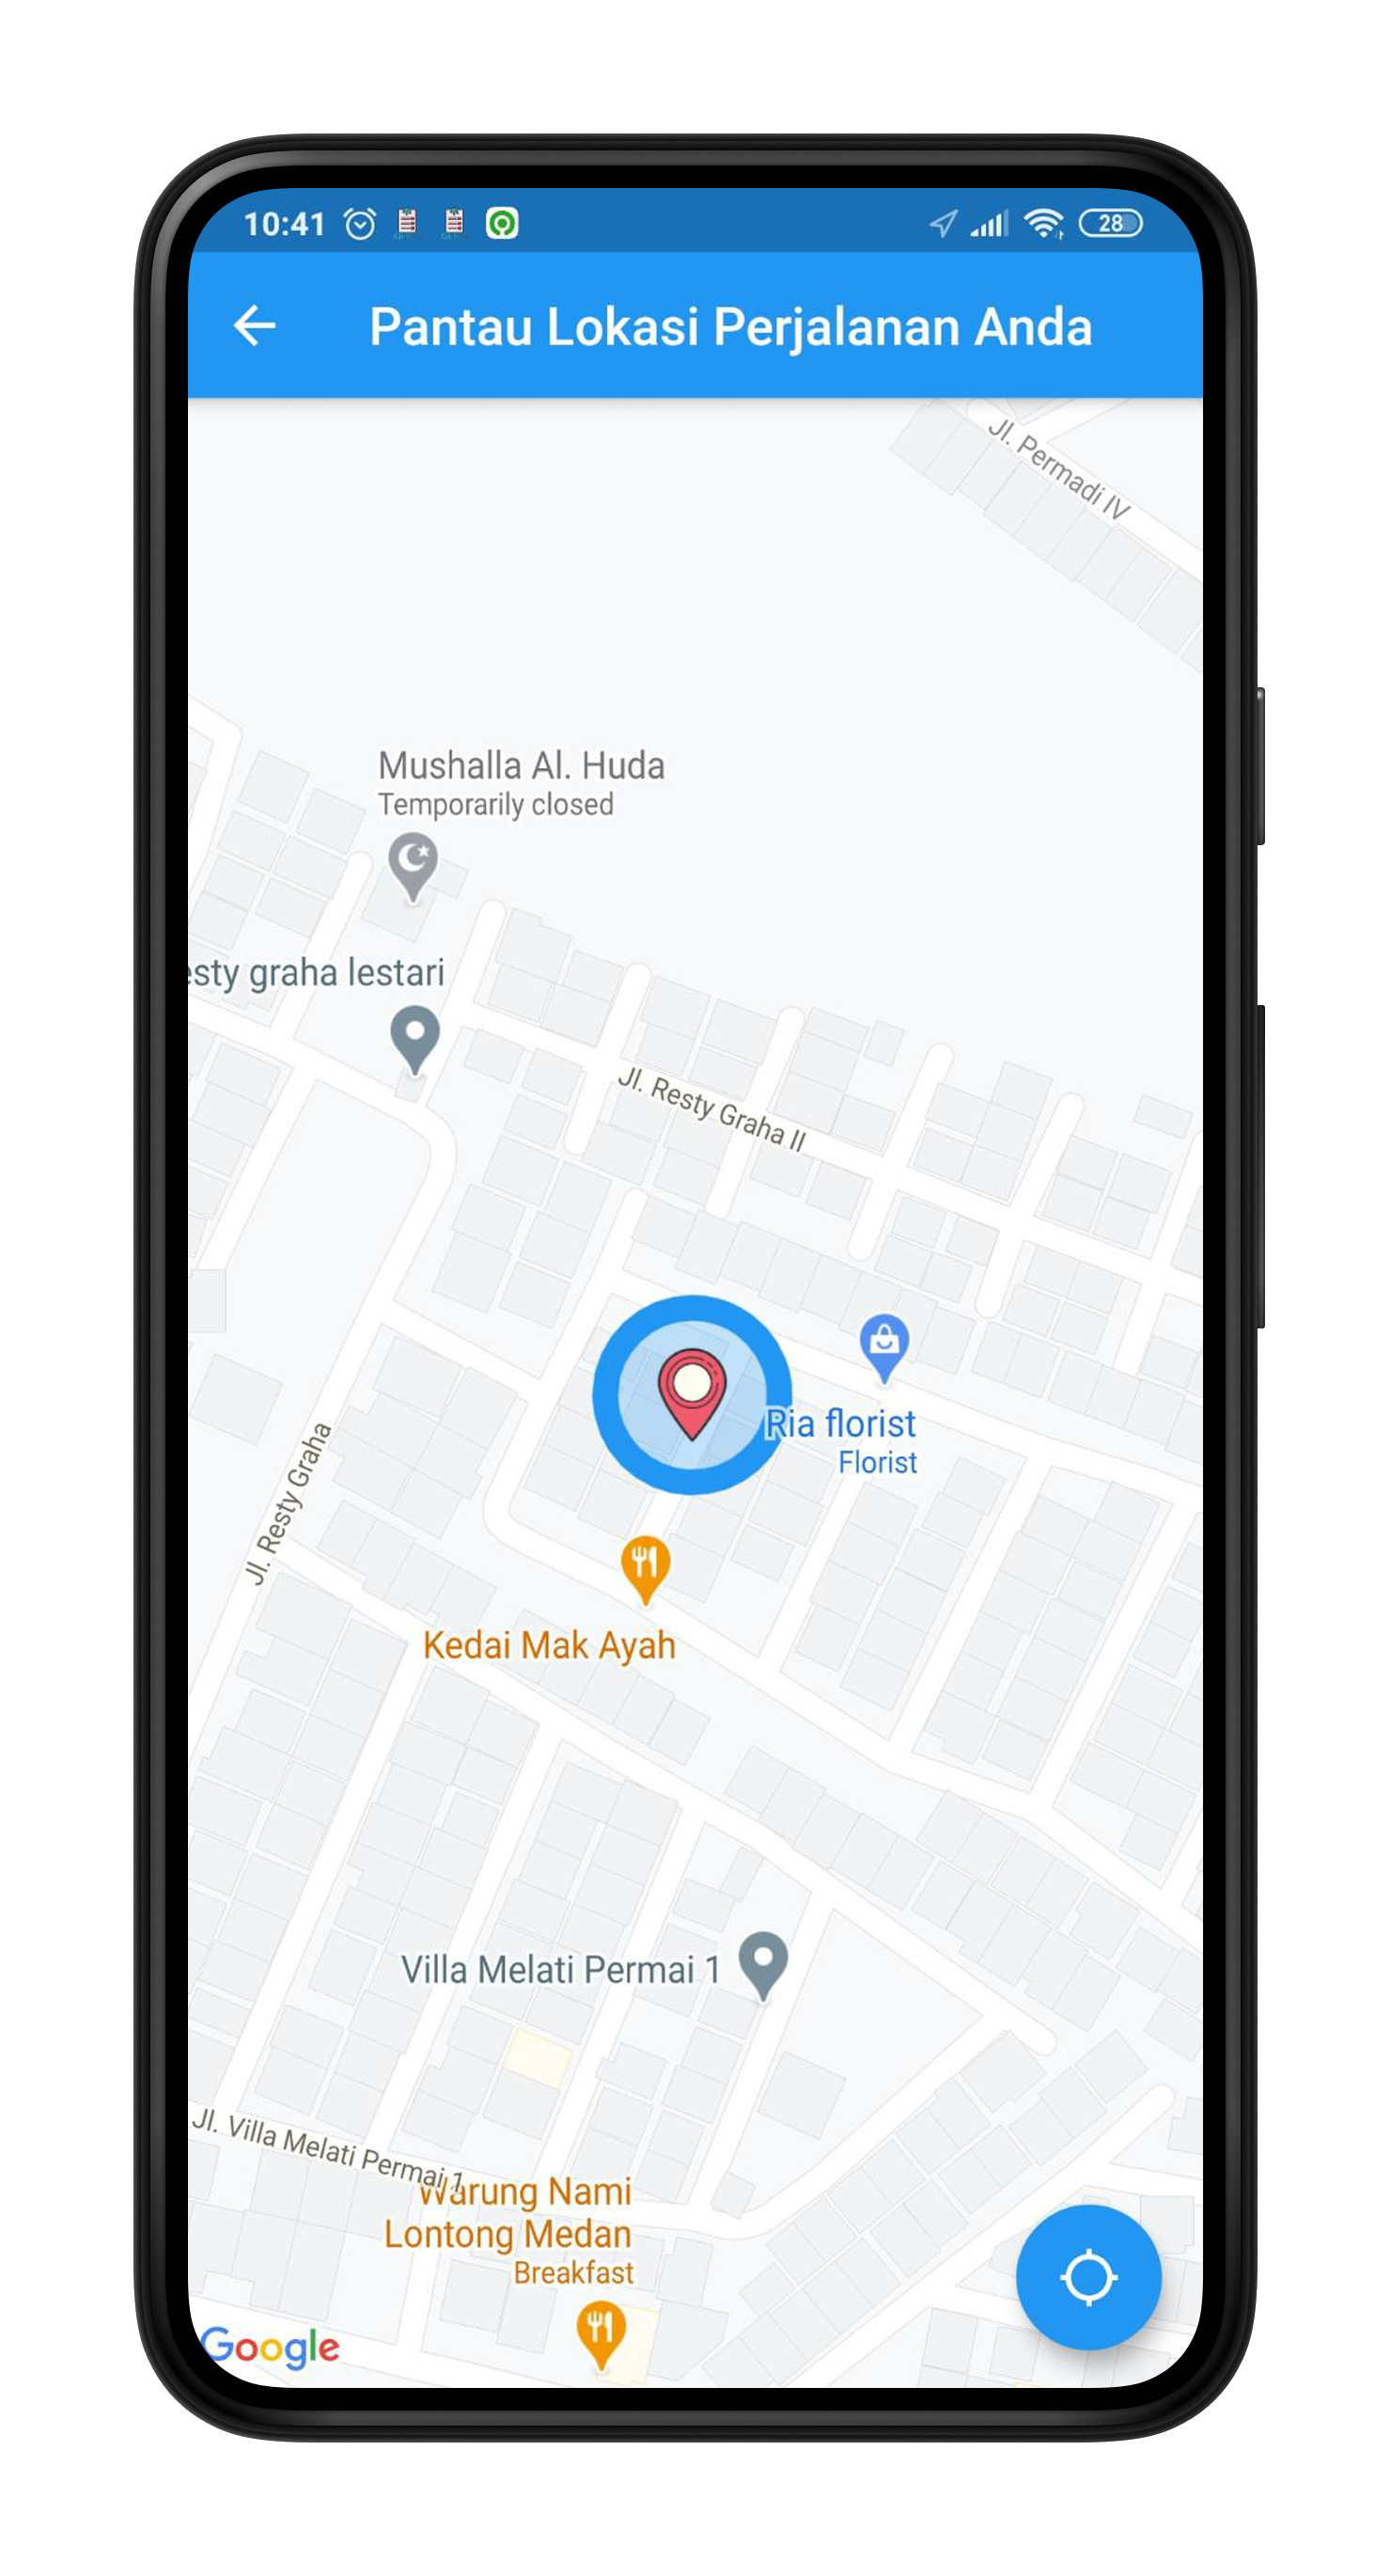 10:41
28
Pantau Lokasi Perjalanan Anda
Jl. Permadi IV
Mushalla Al. Huda
Temporarily closed
esty graha lestari
Jl. Resty Graha II
Ria florist
Florist
Jl. Resty Graha
Kedai Mak Ayah
Villa Melati Permai 1
Jl. Villa Melati Permai 1
Warung Nami
Lontong Medan
Breakfast
Google